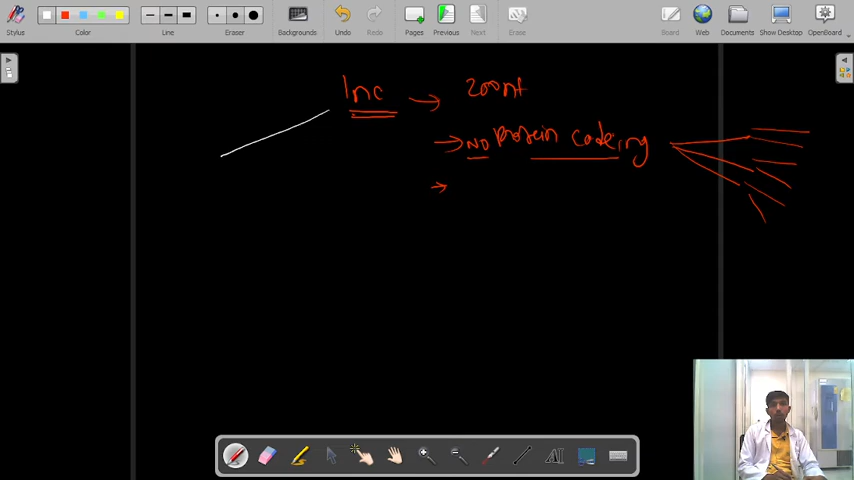 Stylus
Color
Line
Eraser
Backgrounds
Undo
Redo
Pages
Previous
Next
Erase
Board
Web
Documents
Show Desktop
OpenBoard
lnc → 200nt
→ NO Protein coding
→
AI